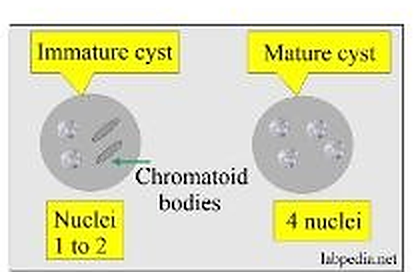 Immature cyst
Mature cyst
Chromatoid
bodies
Nuclei
1 to 2
4 nuclei
labpedia.net